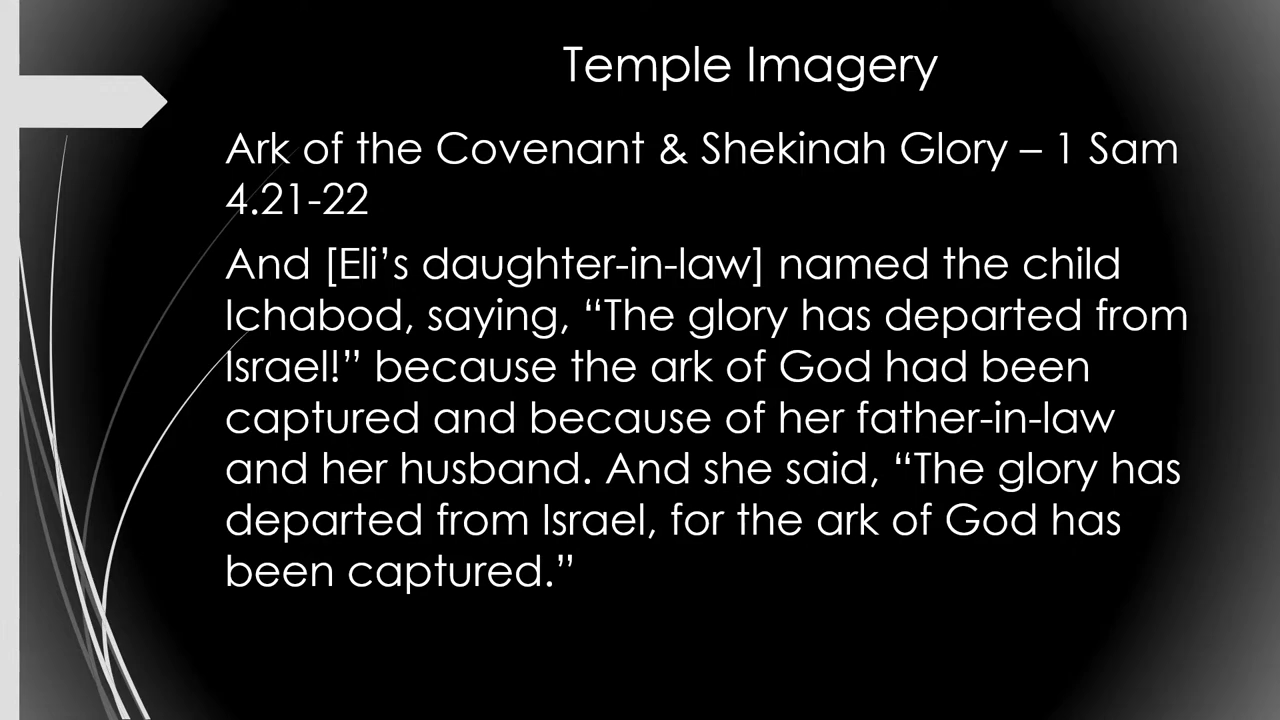 Temple Imagery
Ark of the Covenant & Shekinah Glory – 1 Sam
4.21-22
And [Eli’s daughter-in-law] named the child
Ichabod, saying, “The glory has departed from
Israel!” because the ark of God had been
captured and because of her father-in-law
and her husband. And she said, “The glory has
departed from Israel, for the ark of God has
been captured.”